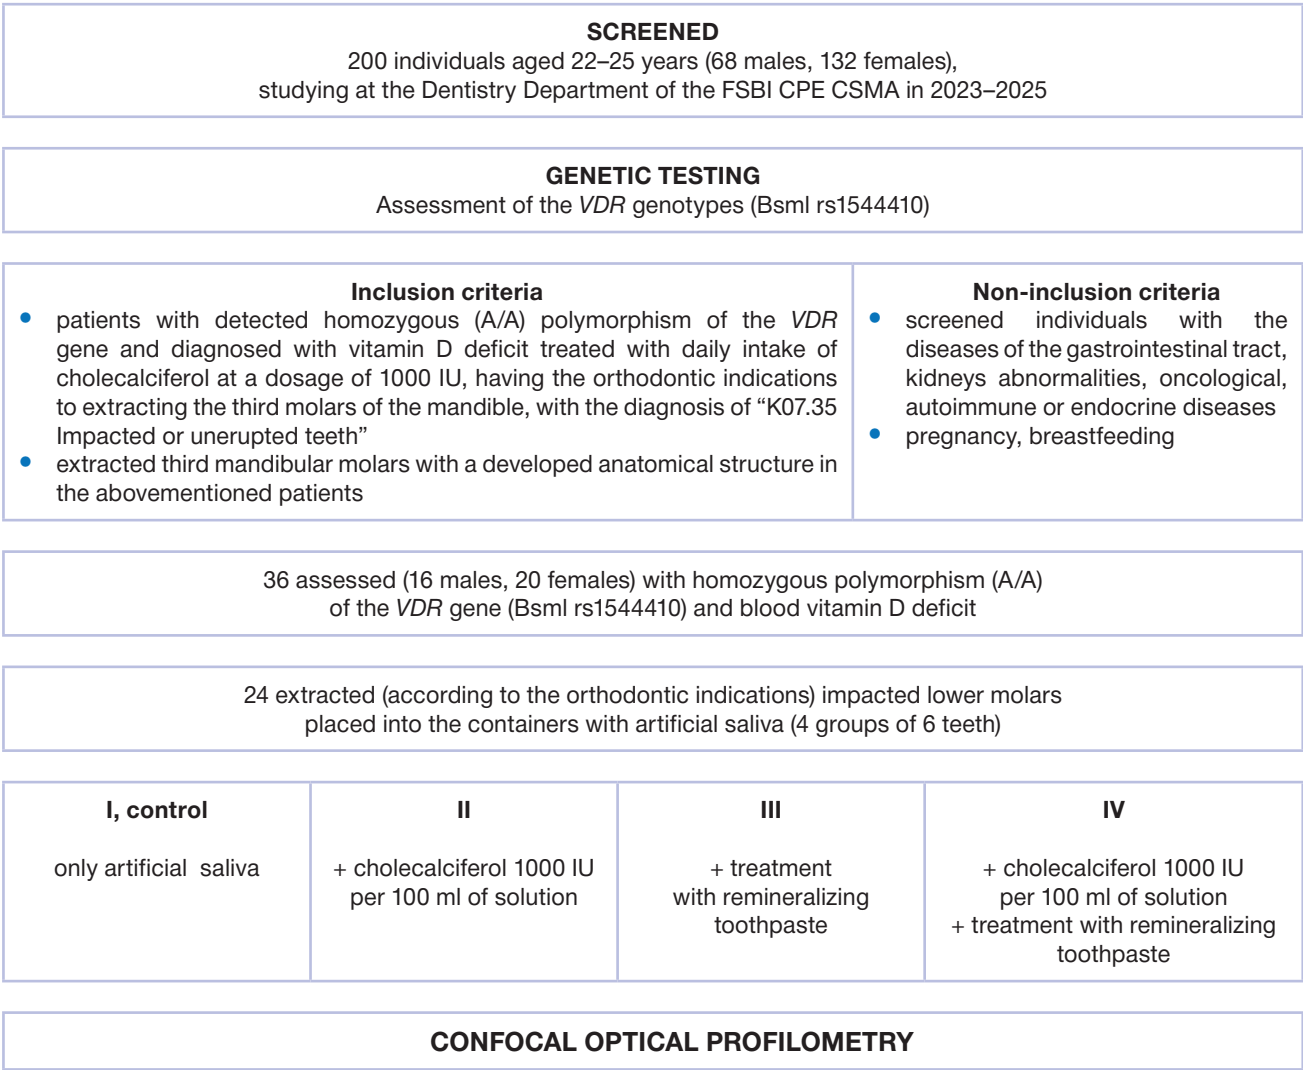 SCREENED
200 individuals aged 22–25 years (68 males, 132 females),
studying at the Dentistry Department of the FSBI CPE CSMA in 2023–2025
GENETIC TESTING
Assessment of the VDR genotypes (BsmI rs1544410)
Inclusion criteria
• patients with detected homozygous (A/A) polymorphism of the VDR
gene and diagnosed with vitamin D deficit treated with daily intake of
cholecalciferol at a dosage of 1000 IU, having the orthodontic indications
to extracting the third molars of the mandible, with the diagnosis of “K07.35
Impacted or unerupted teeth”
• extracted third mandibular molars with a developed anatomical structure in
the abovementioned patients
Non-inclusion criteria
• screened individuals with the
diseases of the gastrointestinal tract,
kidneys abnormalities, oncological,
autoimmune or endocrine diseases
• pregnancy, breastfeeding
36 assessed (16 males, 20 females) with homozygous polymorphism (A/A)
of the VDR gene (BsmI rs1544410) and blood vitamin D deficit
24 extracted (according to the orthodontic indications) impacted lower molars
placed into the containers with artificial saliva (4 groups of 6 teeth)
I, control
only artificial saliva
II
+ cholecalciferol 1000 IU
per 100 ml of solution
III
+ treatment
with remineralizing
toothpaste
IV
+ cholecalciferol 1000 IU
per 100 ml of solution
+ treatment with remineralizing
toothpaste
CONFOCAL OPTICAL PROFILOMETRY